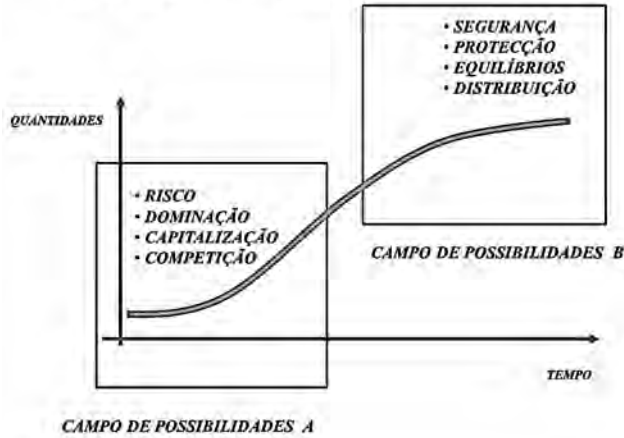 • SEGURANÇA
• PROTECÇÃO
• EQUILÍBRIOS
• DISTRIBUIÇÃO
QUANTIDADES
• RISCO
• DOMINAÇÃO
• CAPITALIZAÇÃO
• COMPETIÇÃO
CAMPO DE POSSIBILIDADES B
TEMPO
CAMPO DE POSSIBILIDADES A